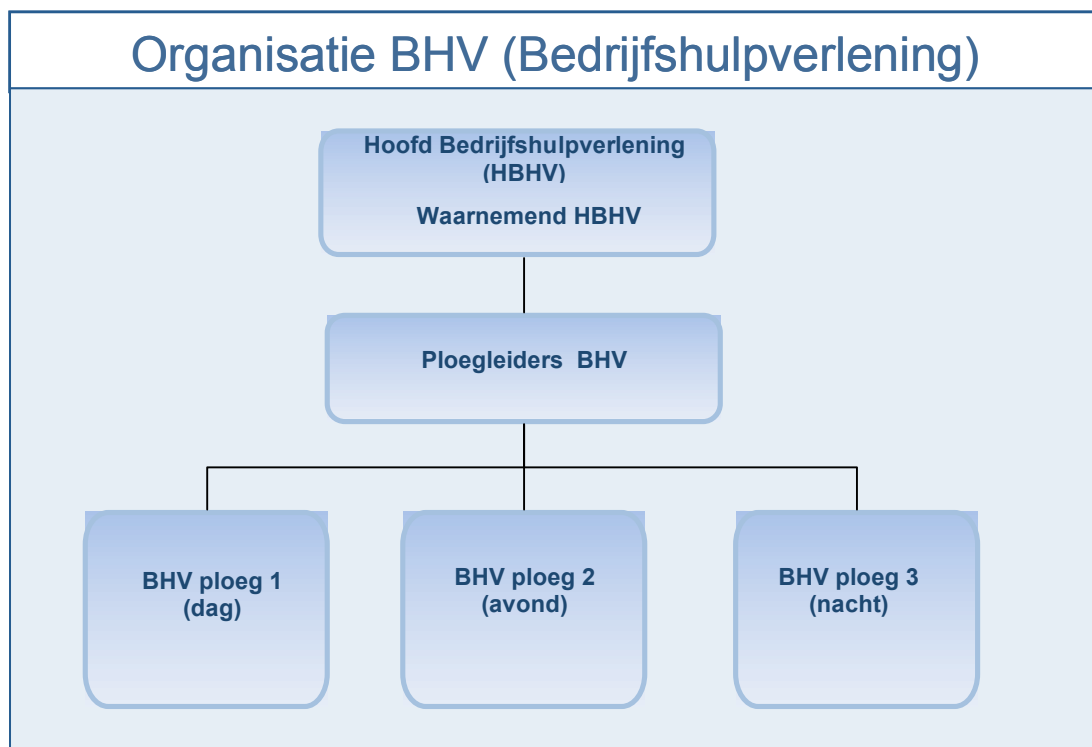 Organisatie BHV (Bedrijfshulpverlening)
Hoofd Bedrijfshulpverlening
(HBHV)
Waarnemend HBHV
Ploegleiders BHV
BHV ploeg 1
(dag)
BHV ploeg 2
(avond)
BHV ploeg 3
(nacht)